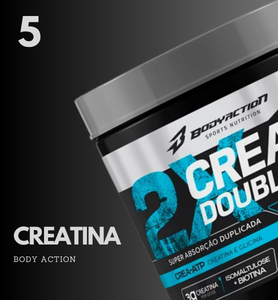 5
BODYACTION
SPORTS NUTRITION
2X
CREA
DOUBL
SUPER ABSORÇÃO DUPLICADA
CREA-ATP
CREATINA E GLICINA
30
CREATINA
ISOMALTULOSE
+ BIOTINA
CREATINA
BODY ACTION